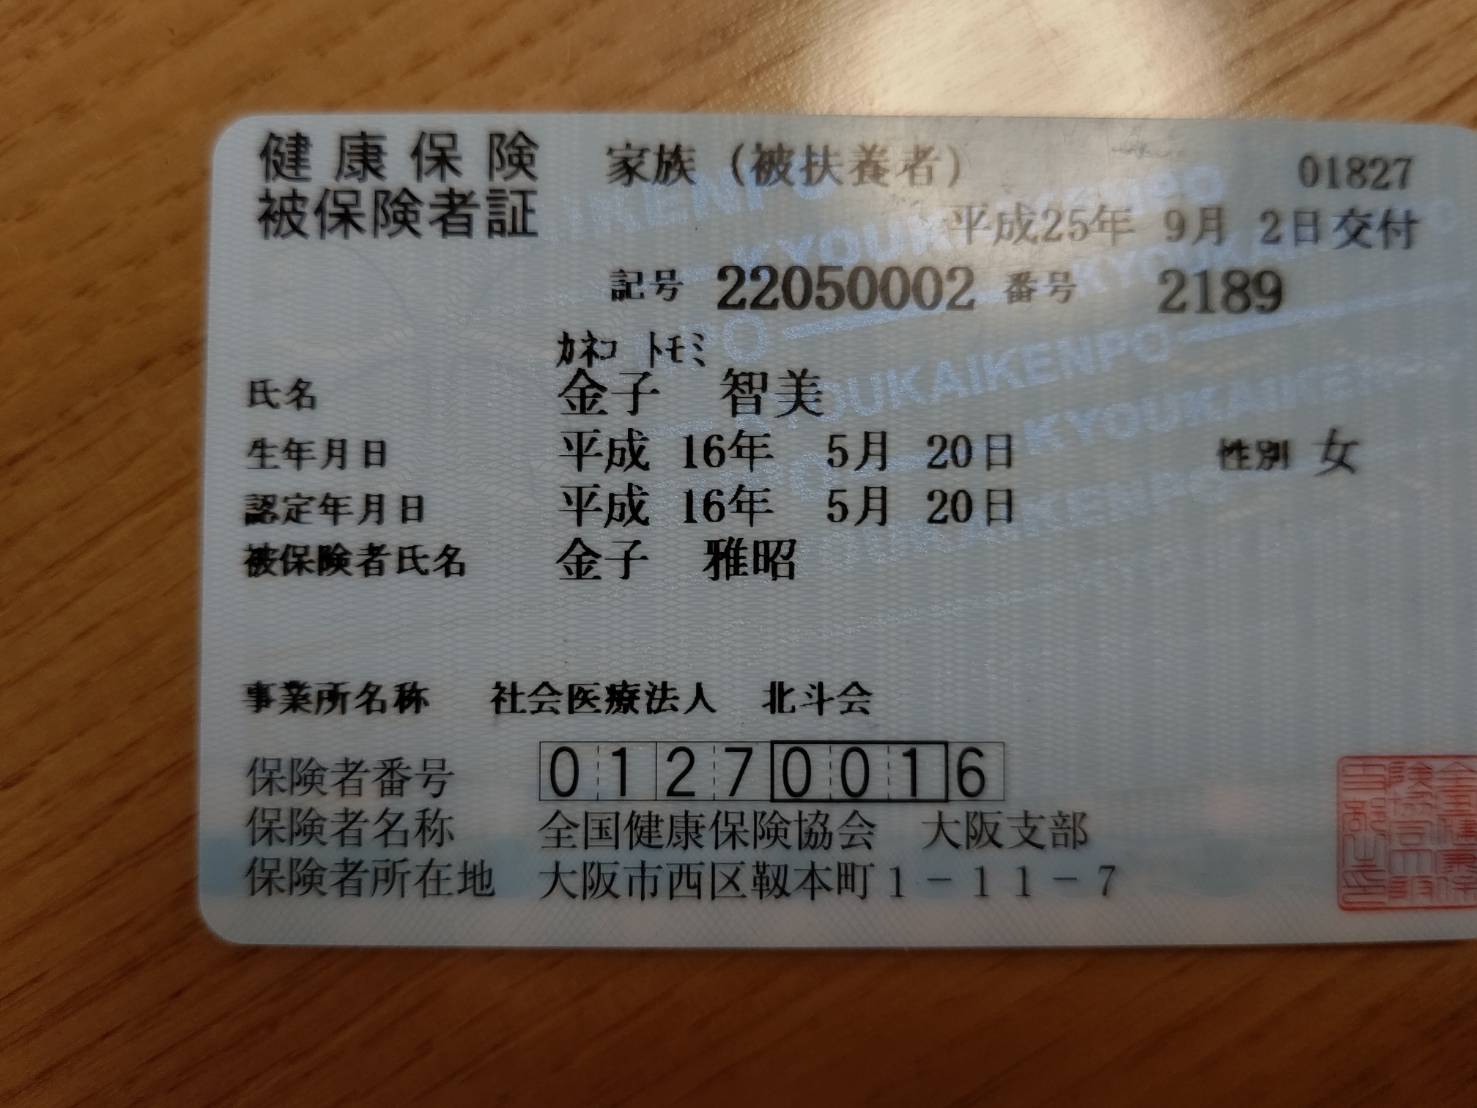 健康保険 家族（被扶養者） 01827
被保険者証 平成25年 9月 2日交付
記号 22050002 番号 2189
ｶﾈｺ ﾄﾓﾐ
氏名 金子 智美
生年月日 平成 16年 5月 20日 性別 女
認定年月日 平成 16年 5月 20日
被保険者氏名 金子 雅昭
事業所名称 社会医療法人 北斗会
保険者番号 01270016
保険者名称 全国健康保険協会 大阪支部
保険者所在地 大阪市西区靱本町1－11－7
KYOUKAIKENPO